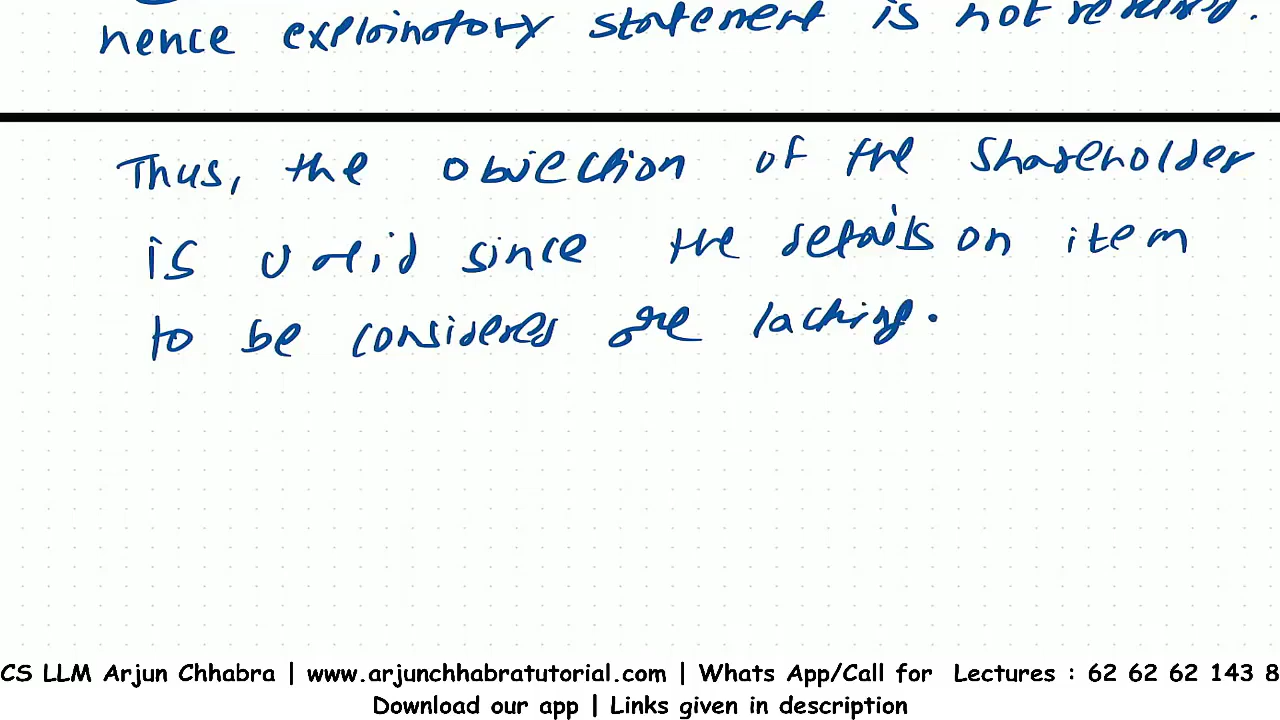 hence explainatory statement is not required.
Thus, the objection of the shareholder
is valid since the details on item
to be considered are lacking.
CS LLM Arjun Chhabra | www.arjunchhabratutorial.com | Whats App/Call for Lectures : 62 62 62 143 8
Download our app | Links given in description